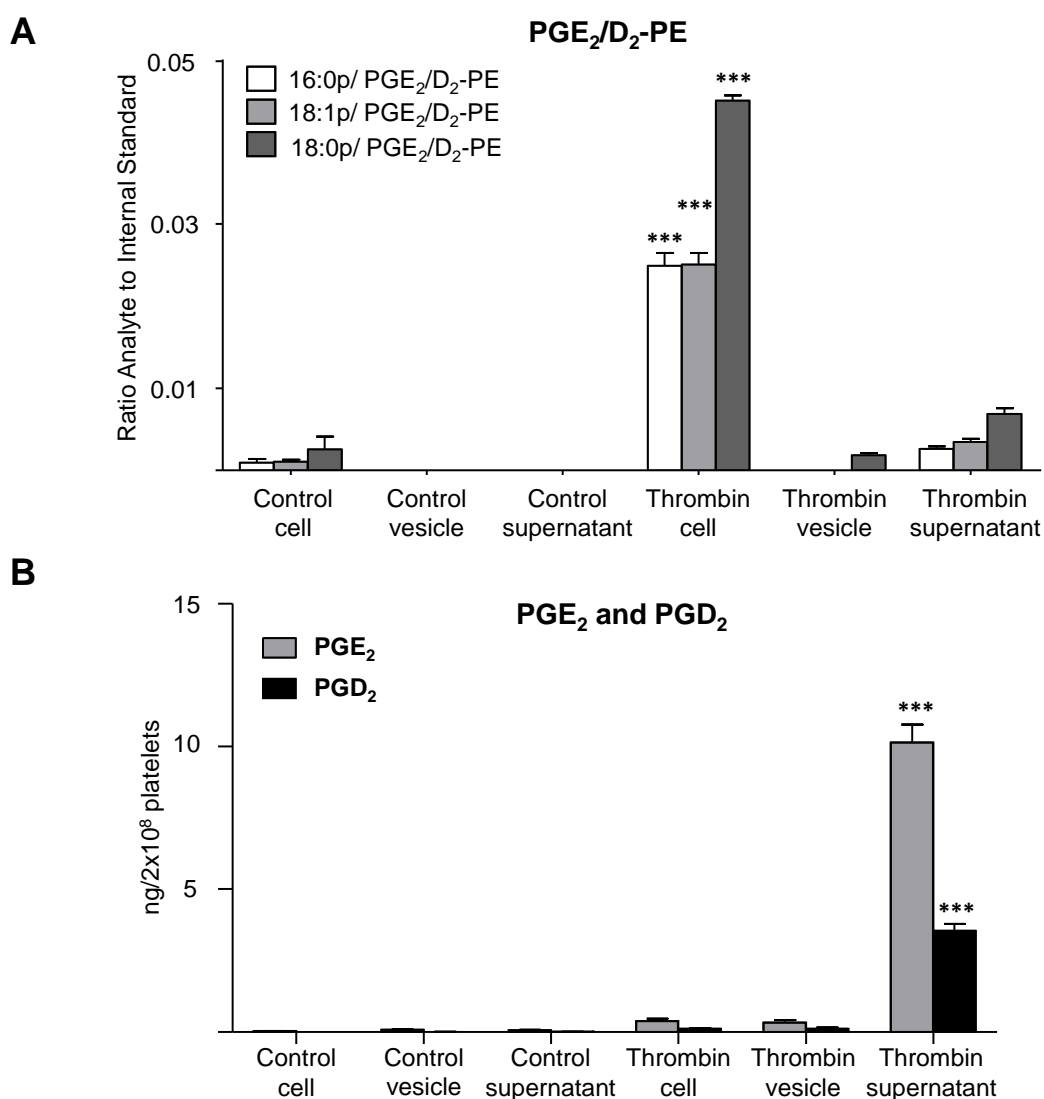 A
PGE₂/D₂-PE
Ratio Analyte to Internal Standard
0.05
0.03
0.01
16:0p/ PGE₂/D₂-PE
18:1p/ PGE₂/D₂-PE
18:0p/ PGE₂/D₂-PE
***
***
***
Control
cell
Control
vesicle
Control
supernatant
Thrombin
cell
Thrombin
vesicle
Thrombin
supernatant
B
PGE₂ and PGD₂
ng/2x10⁸ platelets
15
10
5
PGE₂
PGD₂
***
***
Control
cell
Control
vesicle
Control
supernatant
Thrombin
cell
Thrombin
vesicle
Thrombin
supernatant